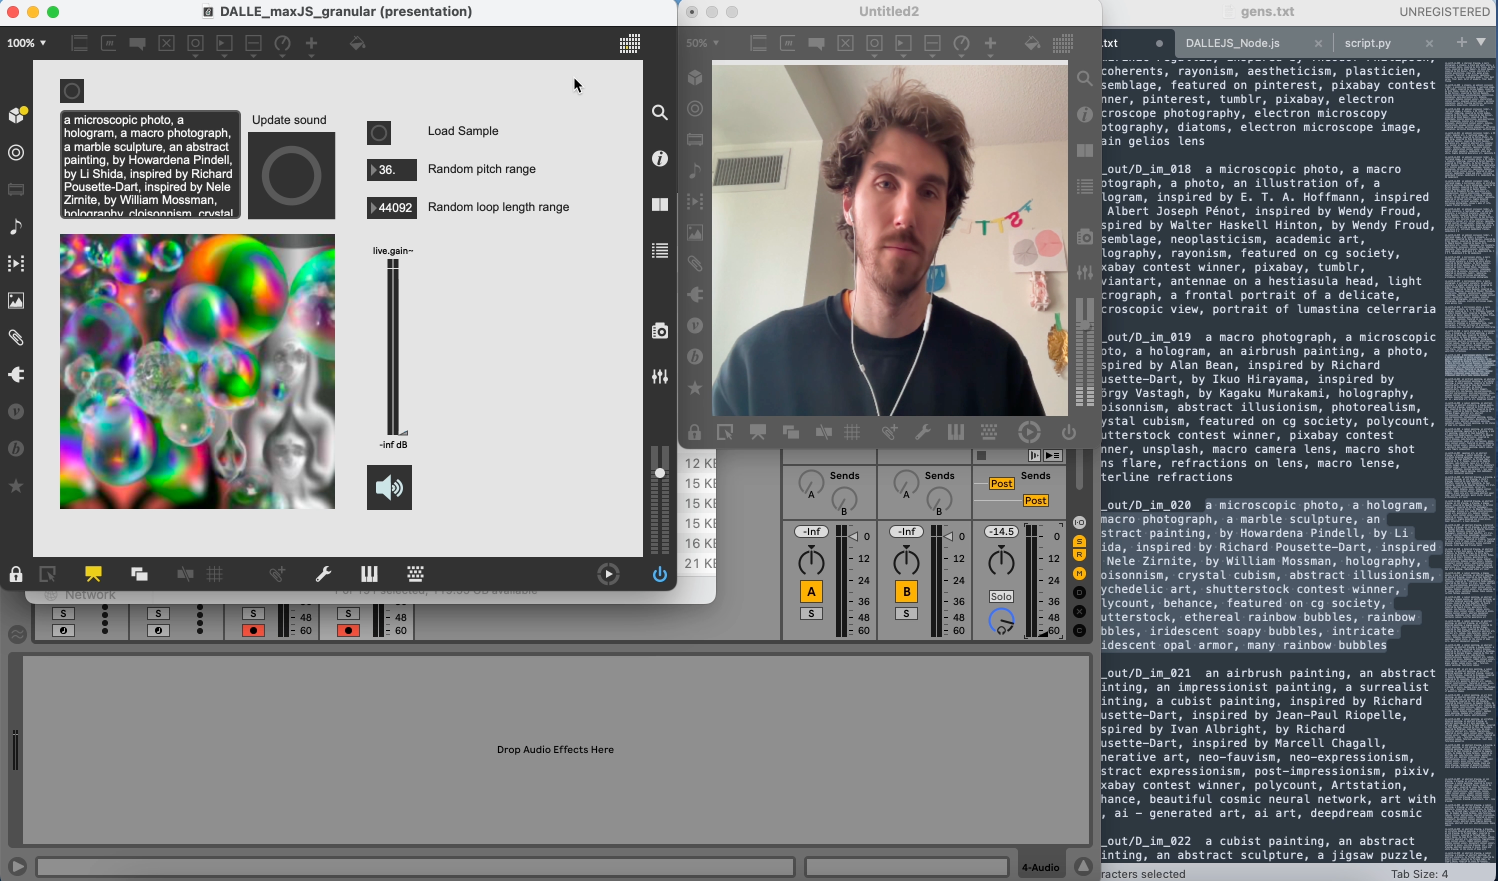 DALLE_maxJS_granular (presentation)
100%
a microscopic photo, a
hologram, a macro photograph,
a marble sculpture, an abstract
painting, by Howardena Pindell,
by Li Shida, inspired by Richard
Pousette-Dart, inspired by Nele
Zirnite, by William Mossman,
holography, cloisonnism, crystal
Update sound
Load Sample
36.
Random pitch range
44092
Random loop length range
live.gain~
-inf dB
Untitled2
50%
12 KB
15 KB
15 KB
15 KB
16 KB
21 KB
Network
S
S
S
S
48
60
48
60
Sends
A
B
Sends
A
B
Sends
Post
Post
-Inf
0
12
24
36
48
60
A
S
-Inf
0
12
24
36
48
60
B
S
-14.5
0
12
24
36
48
60
Solo
I·O
S
R
M
D
X
C
Drop Audio Effects Here
4-Audio
gens.txt
UNREGISTERED
.txt
DALLEJS_Node.js
script.py
coherents, rayonism, aestheticism, plasticien,
semblage, featured on pinterest, pixabay contest
nner, pinterest, tumblr, pixabay, electron
croscope photography, electron microscopy
otography, diatoms, electron microscope image,
ain gelios lens
_out/D_im_018 a microscopic photo, a macro
otograph, a photo, an illustration of, a
logram, inspired by E. T. A. Hoffmann, inspired
Albert Joseph Pénot, inspired by Wendy Froud,
spired by Walter Haskell Hinton, by Wendy Froud,
semblage, neoplasticism, academic art,
lography, rayonism, featured on cg society,
xabay contest winner, pixabay, tumblr,
viantart, antennae on a hestiasula head, light
crograph, a frontal portrait of a delicate,
croscopic view, portrait of lumastina celerraria
_out/D_im_019 a macro photograph, a microscopic
oto, a hologram, an airbrush painting, a photo,
spired by Alan Bean, inspired by Richard
usette-Dart, by Ikuo Hirayama, inspired by
örgy Vastagh, by Kagaku Murakami, holography,
oisonnism, abstract illusionism, photorealism,
ystal cubism, featured on cg society, polycount,
utterstock contest winner, pixabay contest
nner, unsplash, macro camera lens, macro shot
ns flare, refractions on lens, macro lense,
terline refractions
_out/D_im_020 a microscopic photo, a hologram,
macro photograph, a marble sculpture, an
stract painting, by Howardena Pindell, by Li
ida, inspired by Richard Pousette-Dart, inspired
Nele Zirnite, by William Mossman, holography,
oisonnism, crystal cubism, abstract illusionism,
ychedelic art, shutterstock contest winner,
lycount, behance, featured on cg society,
utterstock, ethereal rainbow bubbles, rainbow
bbles, iridescent soapy bubbles, intricate
idescent opal armor, many rainbow bubbles
_out/D_im_021 an airbrush painting, an abstract
inting, an impressionist painting, a surrealist
inting, a cubist painting, inspired by Richard
usette-Dart, inspired by Jean-Paul Riopelle,
spired by Ivan Albright, by Richard
usette-Dart, inspired by Marcell Chagall,
nerative art, neo-fauvism, neo-expressionism,
stract expressionism, post-impressionism, pixiv,
xabay contest winner, polycount, Artstation,
hance, beautiful cosmic neural network, art with
, ai - generated art, ai art, deepdream cosmic
_out/D_im_022 a cubist painting, an abstract
inting, an abstract sculpture, a jigsaw puzzle,
racters selected
Tab Size: 4